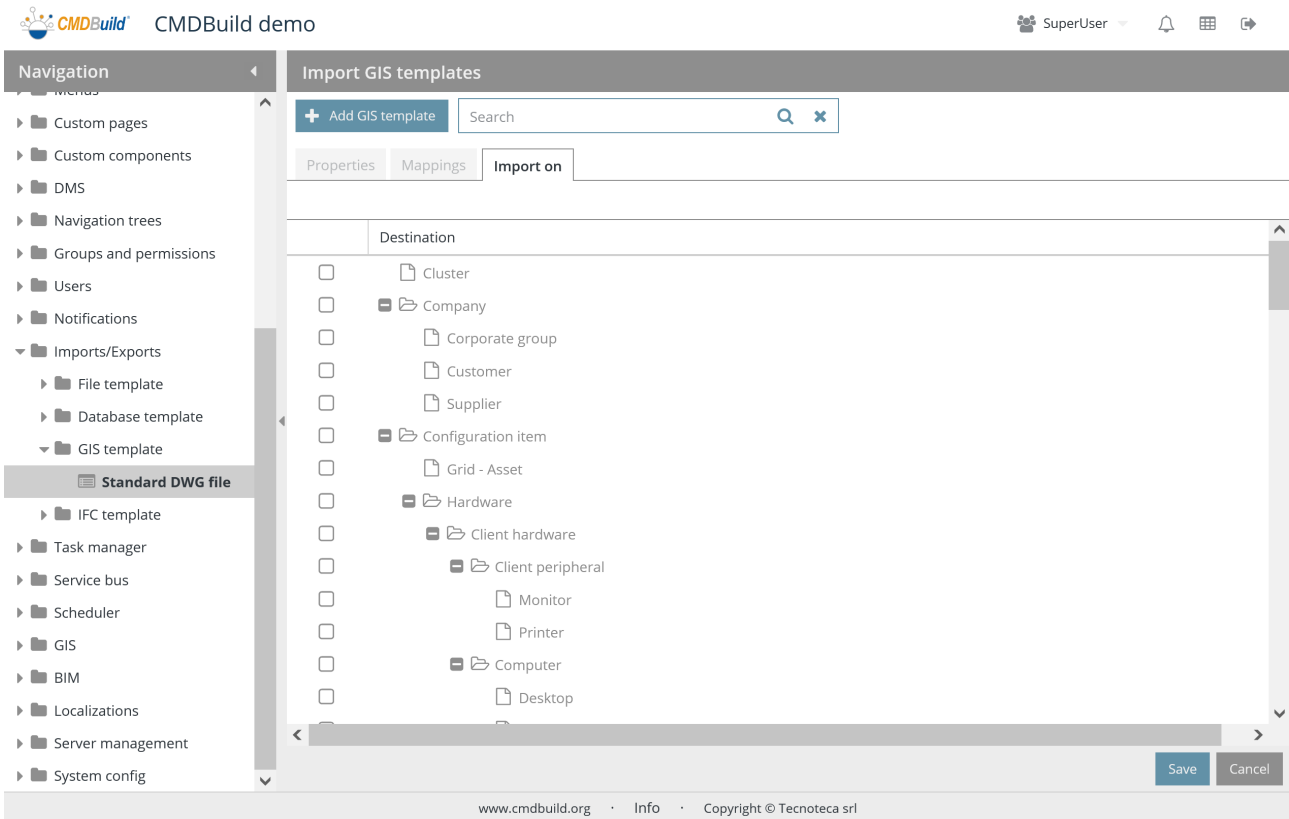 CMDBuild CMDBuild demo SuperUser
Navigation
Menus
Custom pages
Custom components
DMS
Navigation trees
Groups and permissions
Users
Notifications
Imports/Exports
File template
Database template
GIS template
Standard DWG file
IFC template
Task manager
Service bus
Scheduler
GIS
BIM
Localizations
Server management
System config
Import GIS templates
Add GIS template Search
Properties Mappings Import on
Destination
Cluster
Company
Corporate group
Customer
Supplier
Configuration item
Grid - Asset
Hardware
Client hardware
Client peripheral
Monitor
Printer
Computer
Desktop
Save Cancel
www.cmdbuild.org · Info · Copyright © Tecnoteca srl